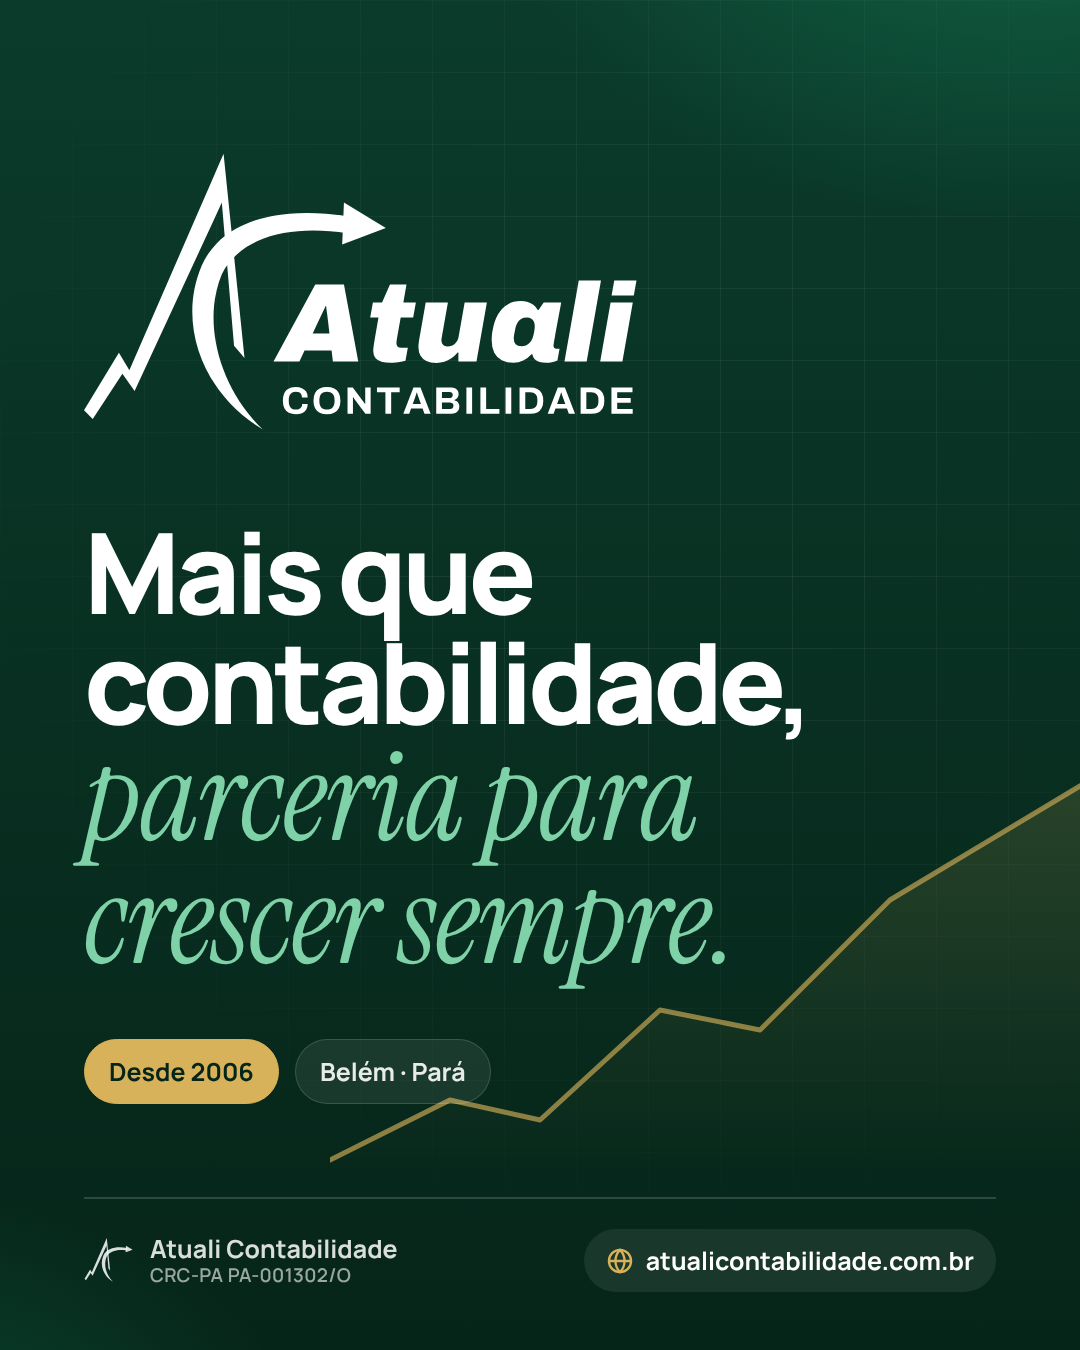 Atuali
CONTABILIDADE
Mais que
contabilidade,
parceria para
crescer sempre.
Desde 2006
Belém · Pará
Atuali Contabilidade
CRC-PA PA-001302/O
atualicontabilidade.com.br